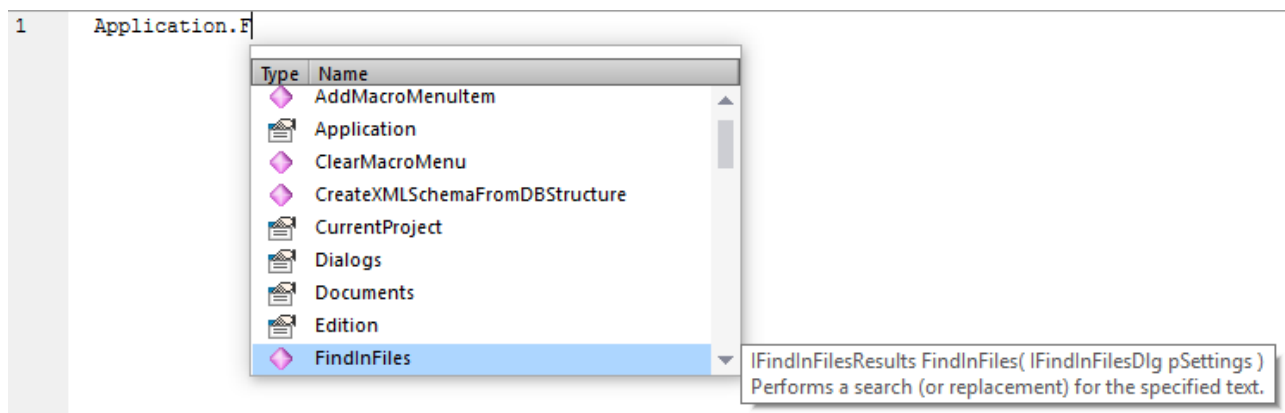 1 Application.F
Type Name
AddMacroMenuItem
Application
ClearMacroMenu
CreateXMLSchemaFromDBStructure
CurrentProject
Dialogs
Documents
Edition
FindInFiles
IFindInFilesResults FindInFiles( IFindInFilesDlg pSettings )
Performs a search (or replacement) for the specified text.